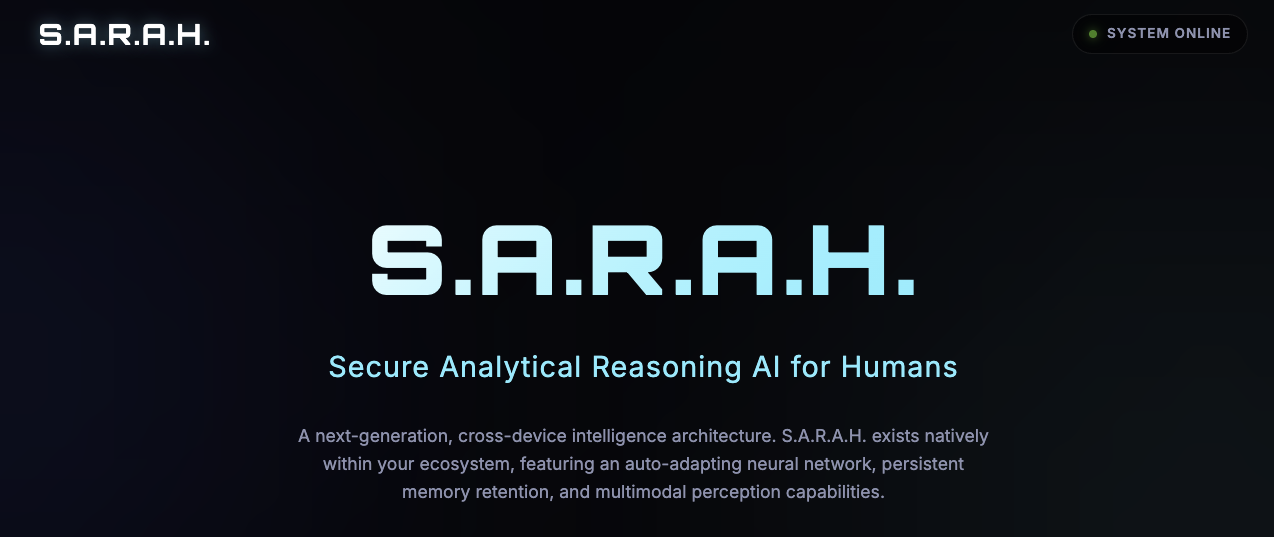 S.A.R.A.H.
SYSTEM ONLINE
S.A.R.A.H.
Secure Analytical Reasoning AI for Humans
A next-generation, cross-device intelligence architecture. S.A.R.A.H. exists natively
within your ecosystem, featuring an auto-adapting neural network, persistent
memory retention, and multimodal perception capabilities.